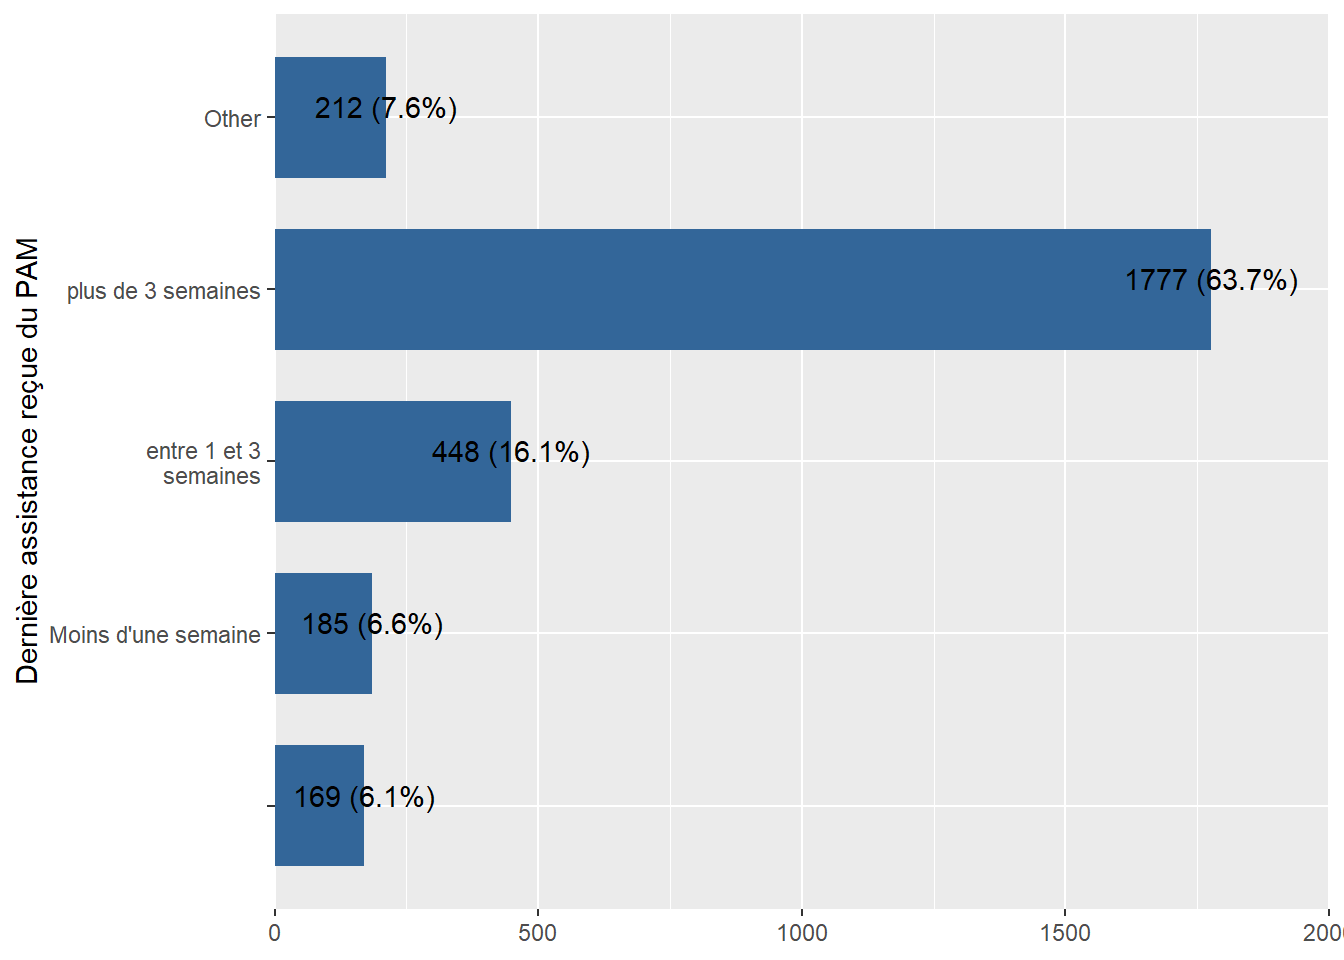 Dernière assistance reçue du PAM
Other
212 (7.6%)
plus de 3 semaines
1777 (63.7%)
entre 1 et 3
semaines
448 (16.1%)
Moins d'une semaine
185 (6.6%)
169 (6.1%)
0
500
1000
1500
200